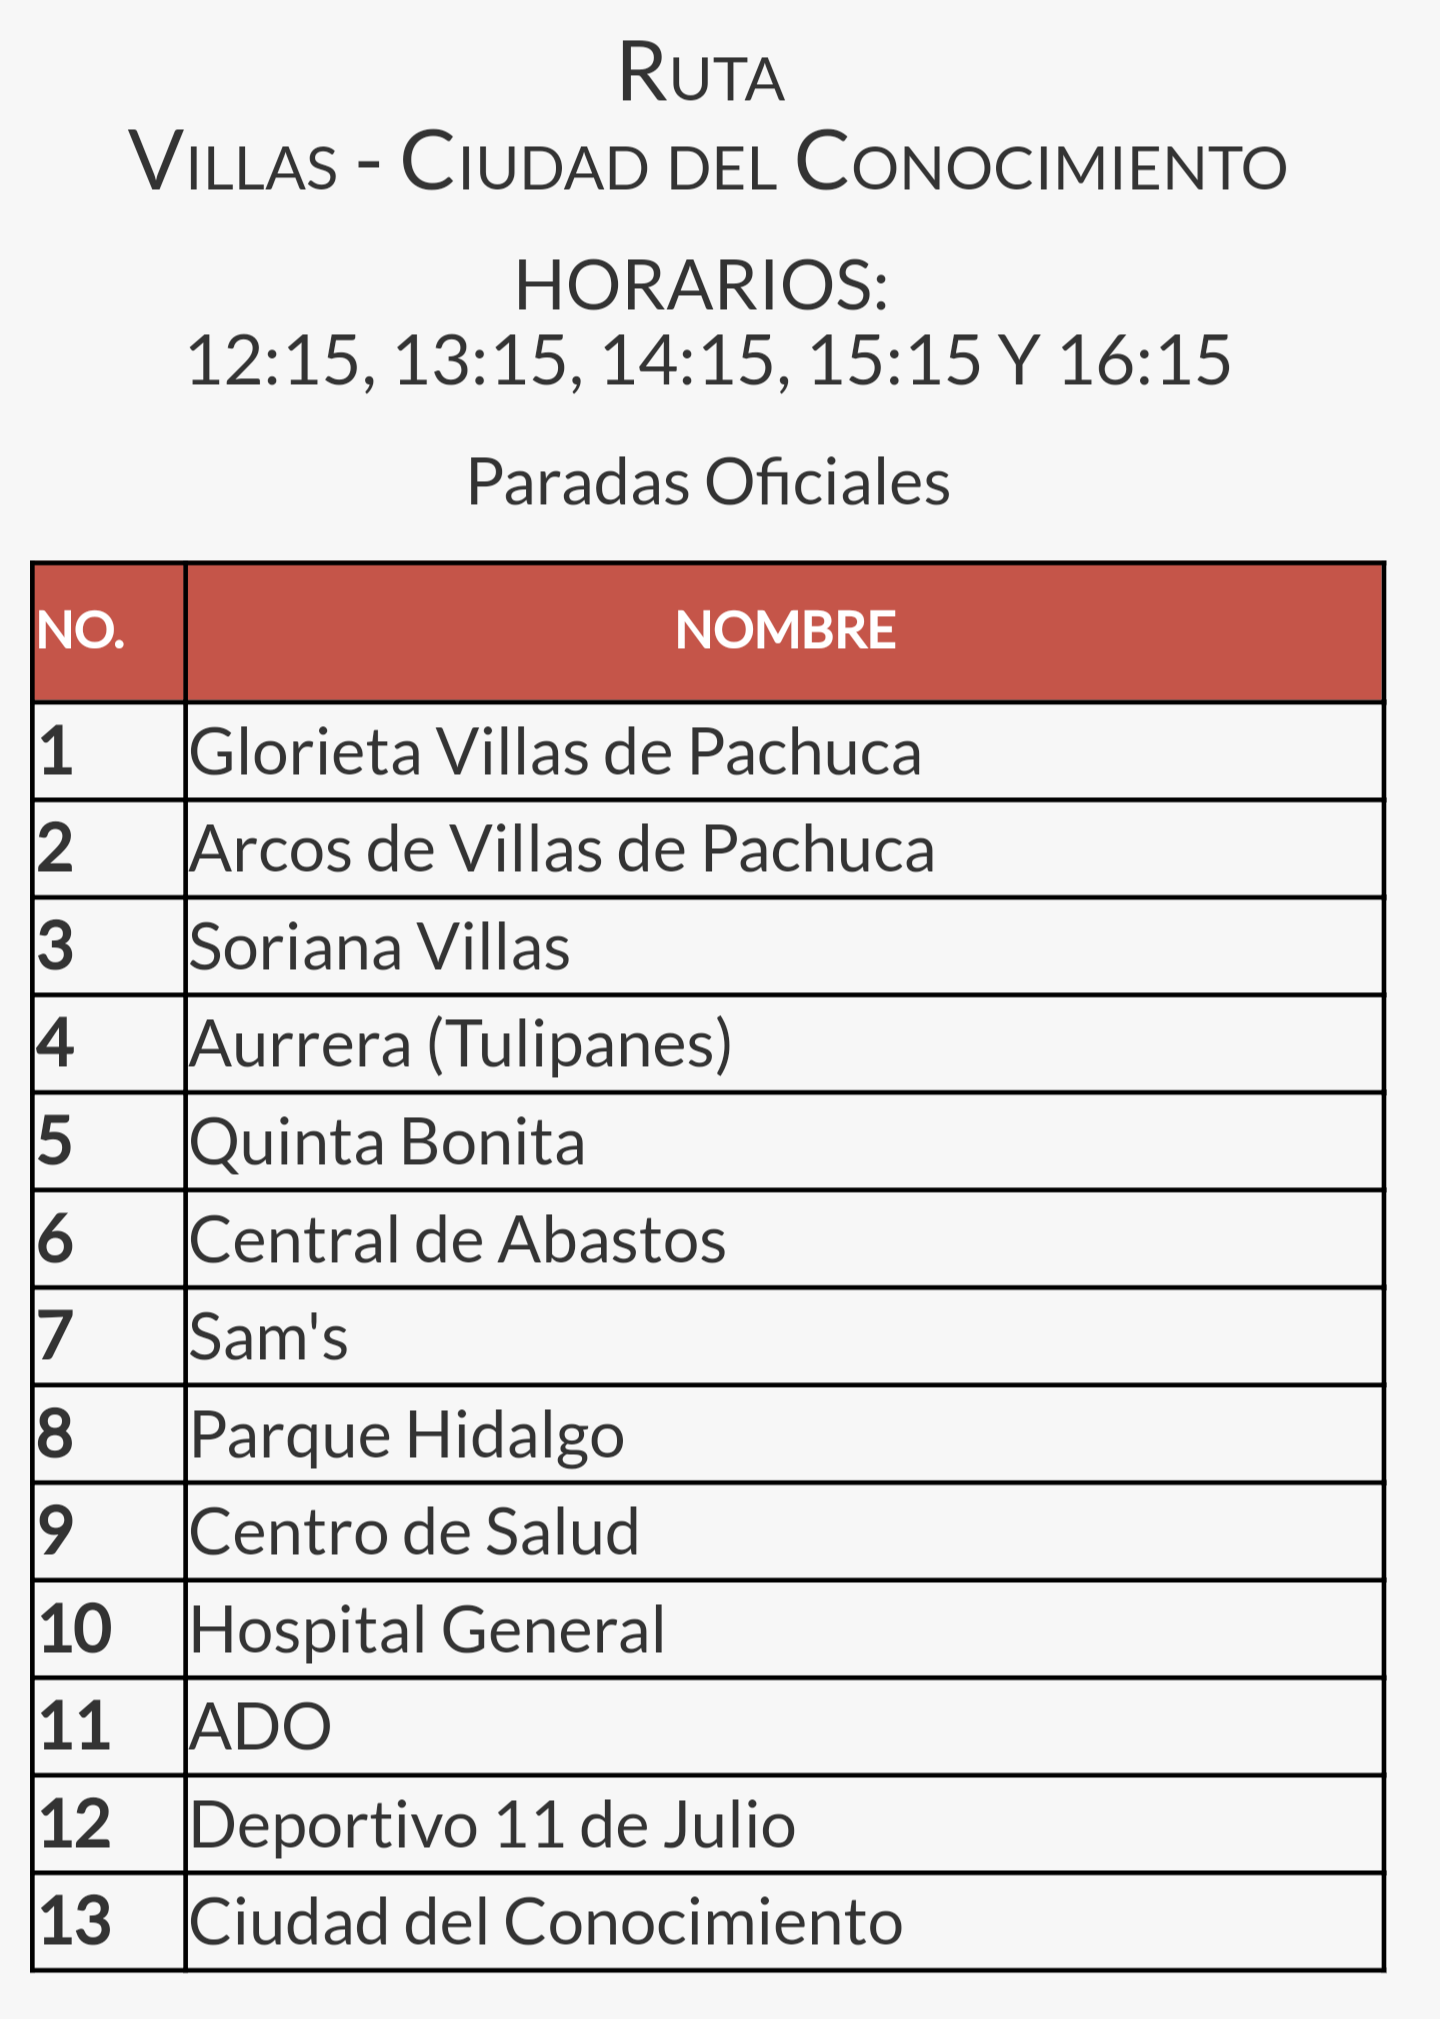 Ruta
Villas - Ciudad del Conocimiento
HORARIOS:
12:15, 13:15, 14:15, 15:15 Y 16:15
Paradas Oficiales
NO. NOMBRE
1 Glorieta Villas de Pachuca
2 Arcos de Villas de Pachuca
3 Soriana Villas
4 Aurrera (Tulipanes)
5 Quinta Bonita
6 Central de Abastos
7 Sam's
8 Parque Hidalgo
9 Centro de Salud
10 Hospital General
11 ADO
12 Deportivo 11 de Julio
13 Ciudad del Conocimiento